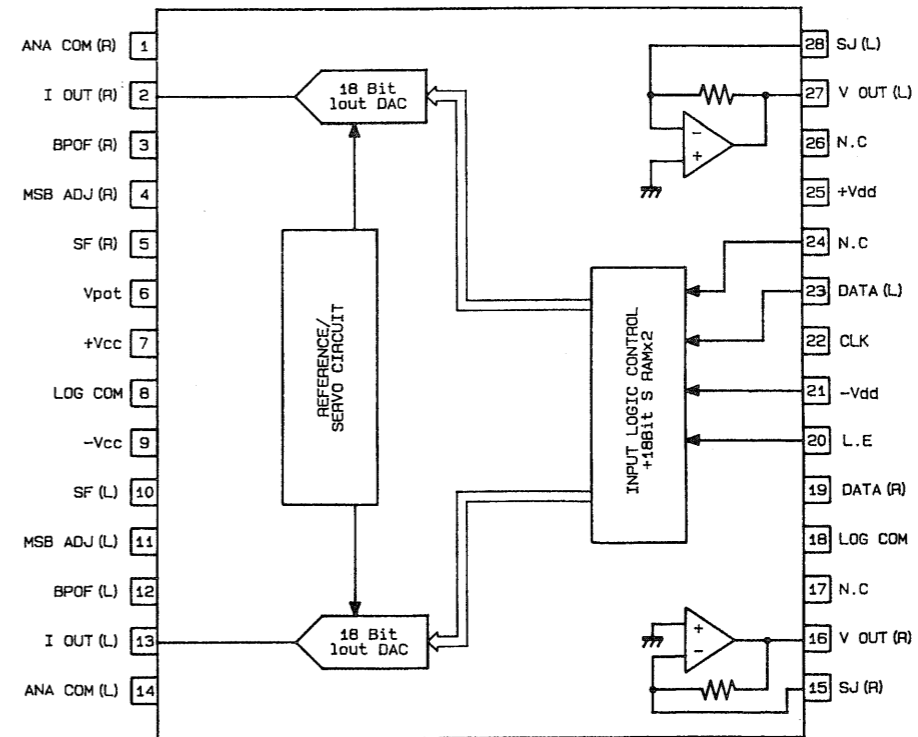 ANA COM (R) 1
I OUT (R) 2
BPOF (R) 3
MSB ADJ (R) 4
SF (R) 5
Vpot 6
+Vcc 7
LOG COM 8
-Vcc 9
SF (L) 10
MSB ADJ (L) 11
BPOF (L) 12
I OUT (L) 13
ANA COM (L) 14
18 Bit
Iout DAC
REFERENCE/
SERVO CIRCUIT
18 Bit
Iout DAC
INPUT LOGIC CONTROL
+18Bit S RAMx2
-
+
+
-
28 SJ (L)
27 V OUT (L)
26 N.C
25 +Vdd
24 N.C
23 DATA (L)
22 CLK
21 -Vdd
20 L.E
19 DATA (R)
18 LOG COM
17 N.C
16 V OUT (R)
15 SJ (R)